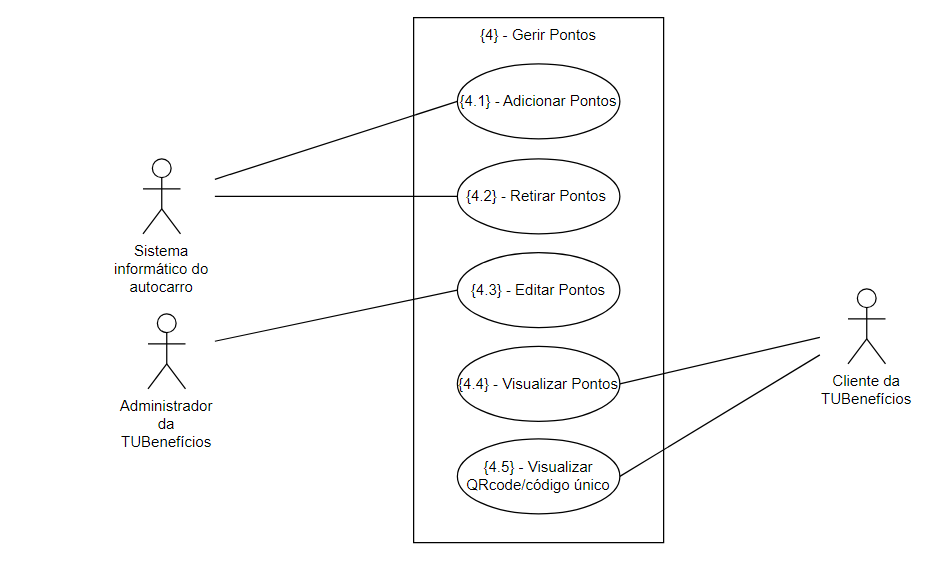 {4} - Gerir Pontos
{4.1} - Adicionar Pontos
{4.2} - Retirar Pontos
Sistema
informático do
autocarro
{4.3} - Editar Pontos
Administrador
da
TUBenefícios
{4.4} - Visualizar Pontos
Cliente da
TUBenefícios
{4.5} - Visualizar
QRcode/código único